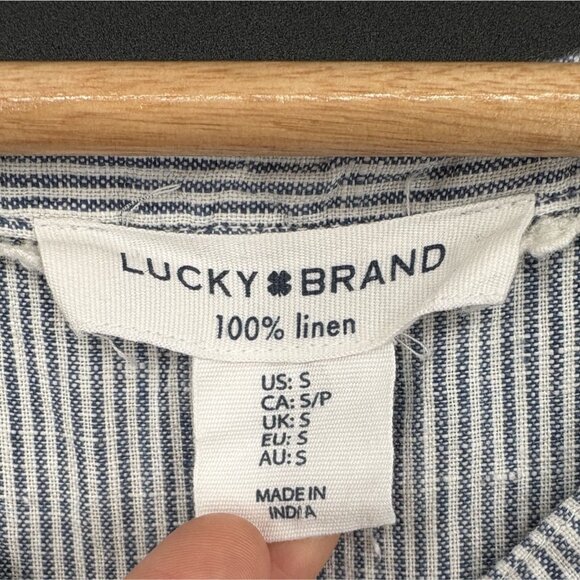 LUCKY BRAND
100% linen
US: S
CA: S/P
UK: S
EU: S
AU: S
MADE IN
INDIA